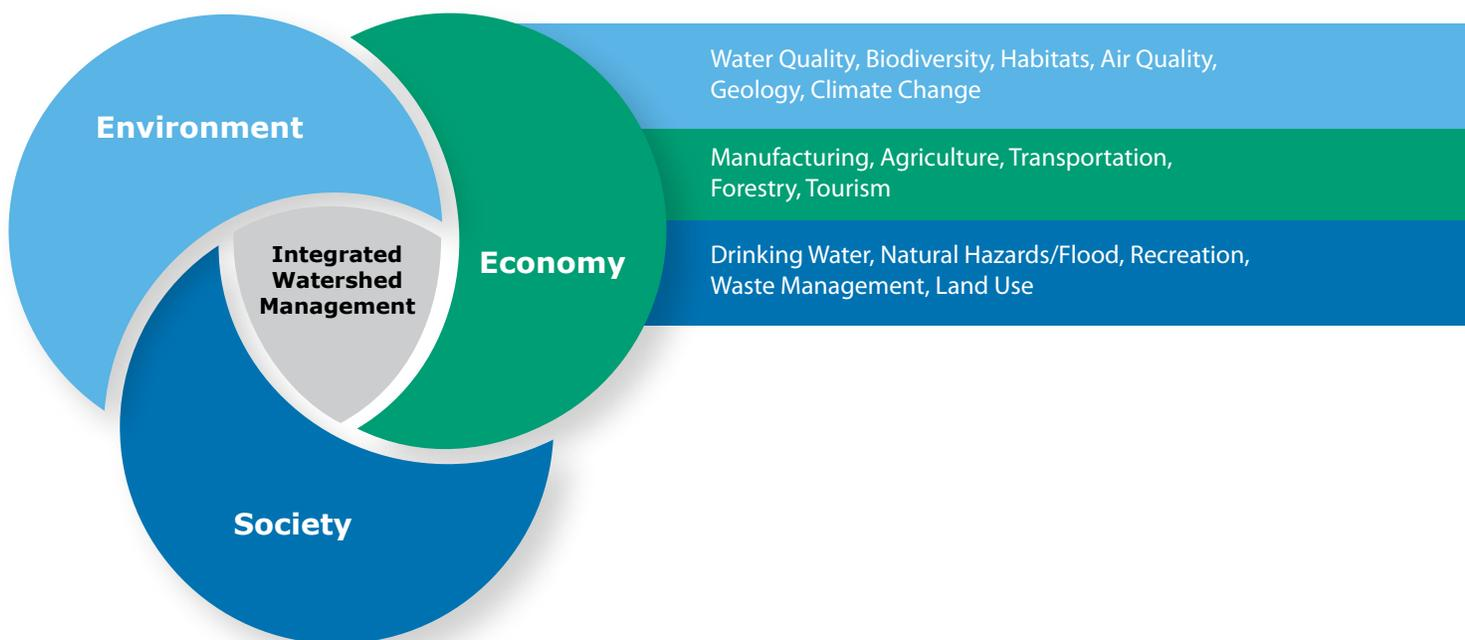 Environment
Integrated
Watershed
Management
Economy
Society
Water Quality, Biodiversity, Habitats, Air Quality,
Geology, Climate Change
Manufacturing, Agriculture, Transportation,
Forestry, Tourism
Drinking Water, Natural Hazards/Flood, Recreation,
Waste Management, Land Use